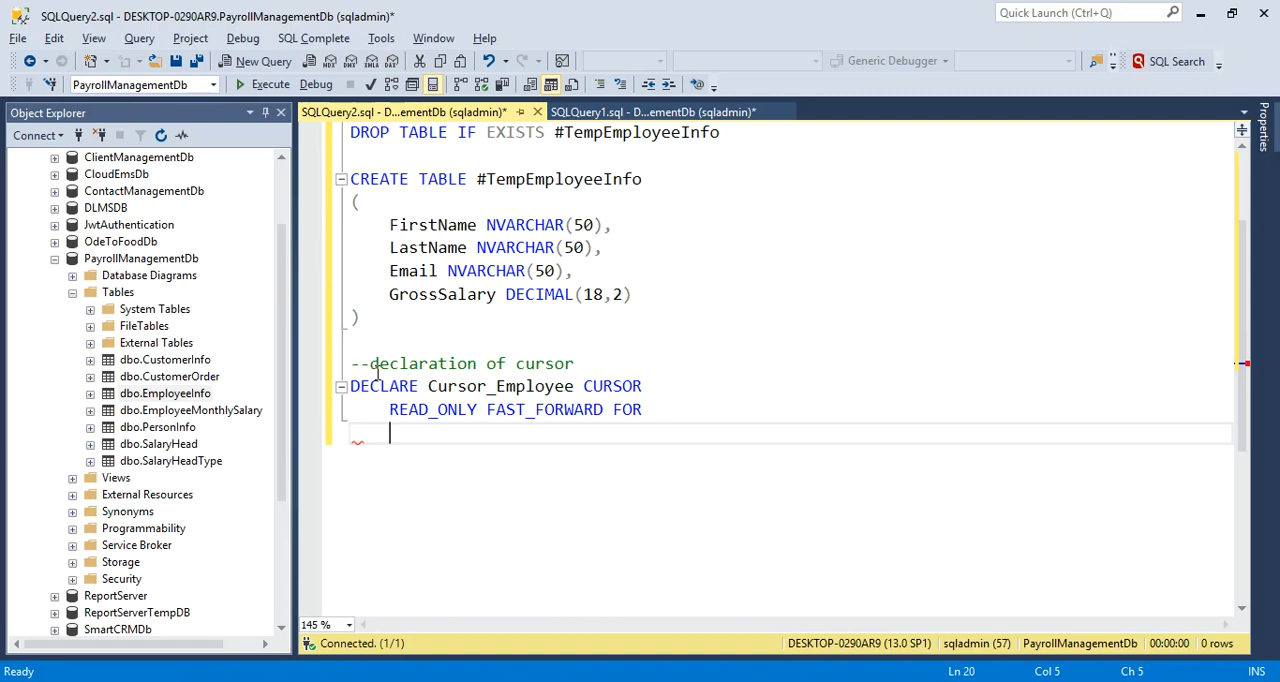 SQLQuery2.sql - DESKTOP-0290AR9.PayrollManagementDb (sqladmin)*
Quick Launch (Ctrl+Q)
File Edit View Query Project Debug SQL Complete Tools Window Help
New Query
Generic Debugger
SQL Search
PayrollManagementDb
Execute Debug
Object Explorer
SQLQuery2.sql - D...ementDb (sqladmin)*
SQLQuery1.sql - D...ementDb (sqladmin)*
Properties
Connect
ClientManagementDb
CloudEmsDb
ContactManagementDb
DLMSDB
JwtAuthentication
OdeToFoodDb
PayrollManagementDb
Database Diagrams
Tables
System Tables
FileTables
External Tables
dbo.CustomerInfo
dbo.CustomerOrder
dbo.EmployeeInfo
dbo.EmployeeMonthlySalary
dbo.PersonInfo
dbo.SalaryHead
dbo.SalaryHeadType
Views
External Resources
Synonyms
Programmability
Service Broker
Storage
Security
ReportServer
ReportServerTempDB
SmartCRMDb
DROP TABLE IF EXISTS #TempEmployeeInfo
CREATE TABLE #TempEmployeeInfo
(
FirstName NVARCHAR(50),
LastName NVARCHAR(50),
Email NVARCHAR(50),
GrossSalary DECIMAL(18,2)
)
--declaration of cursor
DECLARE Cursor_Employee CURSOR
READ_ONLY FAST_FORWARD FOR
145 %
Connected. (1/1)
DESKTOP-0290AR9 (13.0 SP1) sqladmin (57) PayrollManagementDb 00:00:00 0 rows
Ready
Ln 20 Col 5 Ch 5 INS